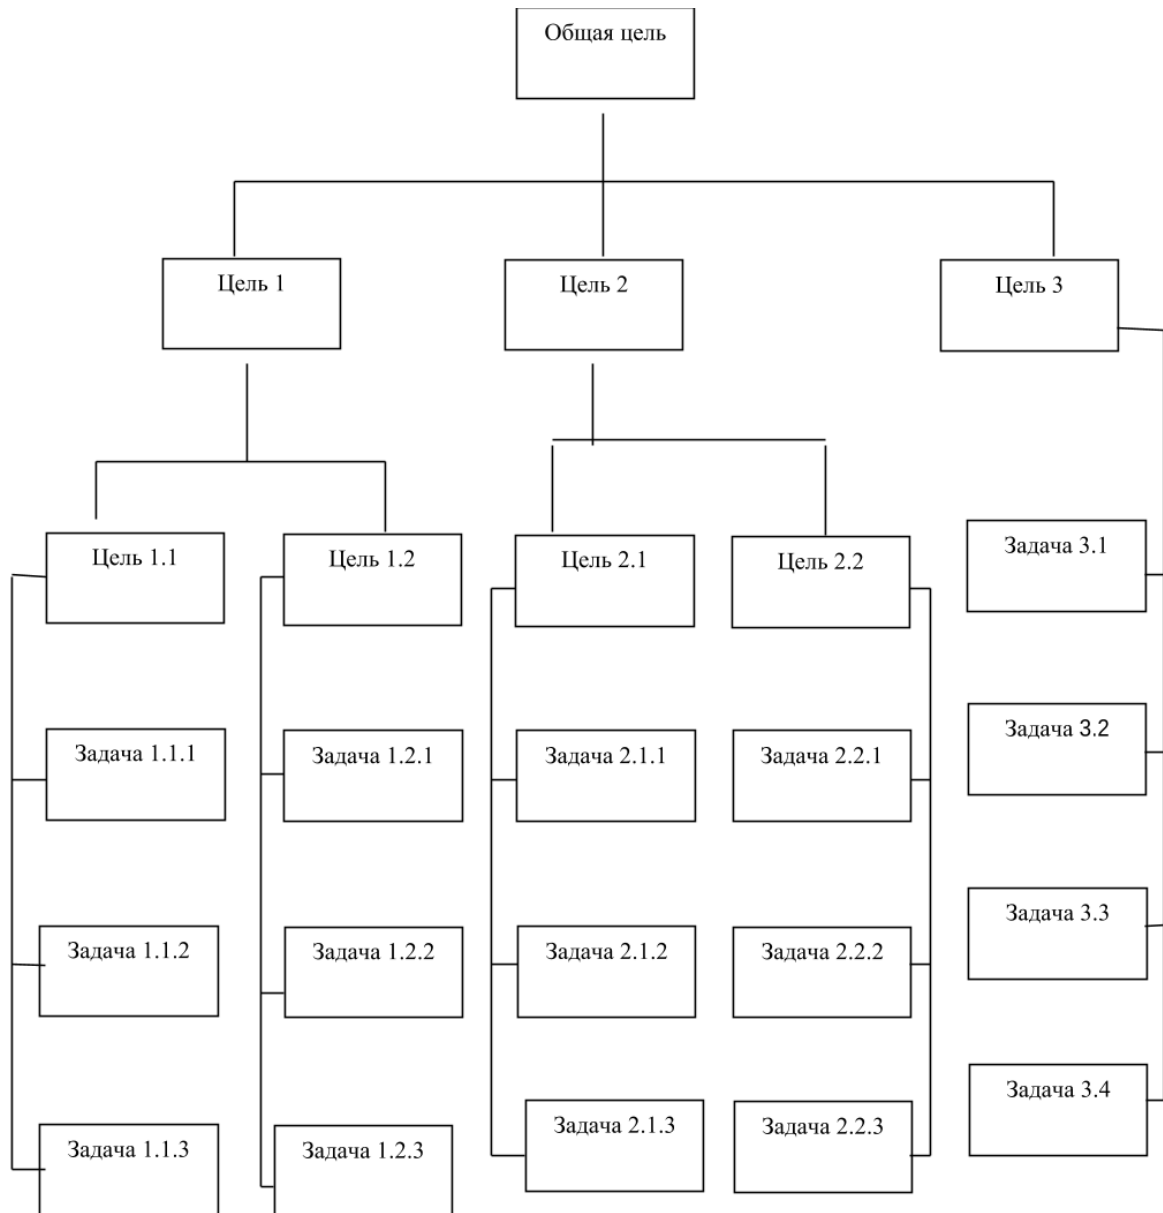 Общая цель
Цель 1
Цель 2
Цель 3
Цель 1.1
Цель 1.2
Цель 2.1
Цель 2.2
Задача 3.1
Задача 1.1.1
Задача 1.2.1
Задача 2.1.1
Задача 2.2.1
Задача 3.2
Задача 1.1.2
Задача 1.2.2
Задача 2.1.2
Задача 2.2.2
Задача 3.3
Задача 1.1.3
Задача 1.2.3
Задача 2.1.3
Задача 2.2.3
Задача 3.4